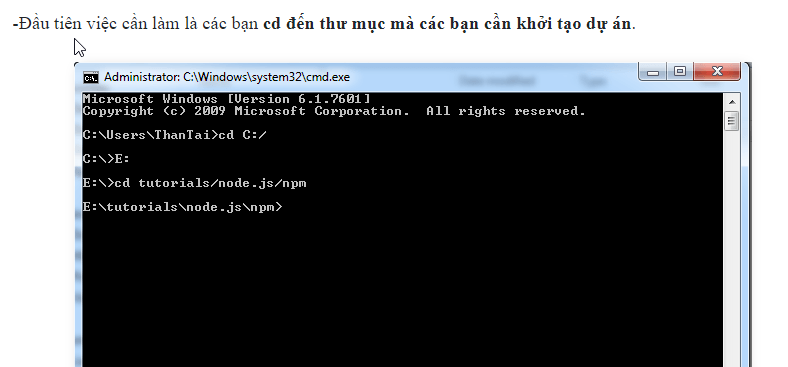 -Đầu tiên việc cần làm là các bạn cd đến thư mục mà các bạn cần khởi tạo dự án.
Administrator: C:\Windows\system32\cmd.exe
Microsoft Windows [Version 6.1.7601]
Copyright (c) 2009 Microsoft Corporation.  All rights reserved.
C:\Users\ThanTai>cd C:/
C:\>E:
E:\>cd tutorials/node.js/npm
E:\tutorials\node.js\npm>